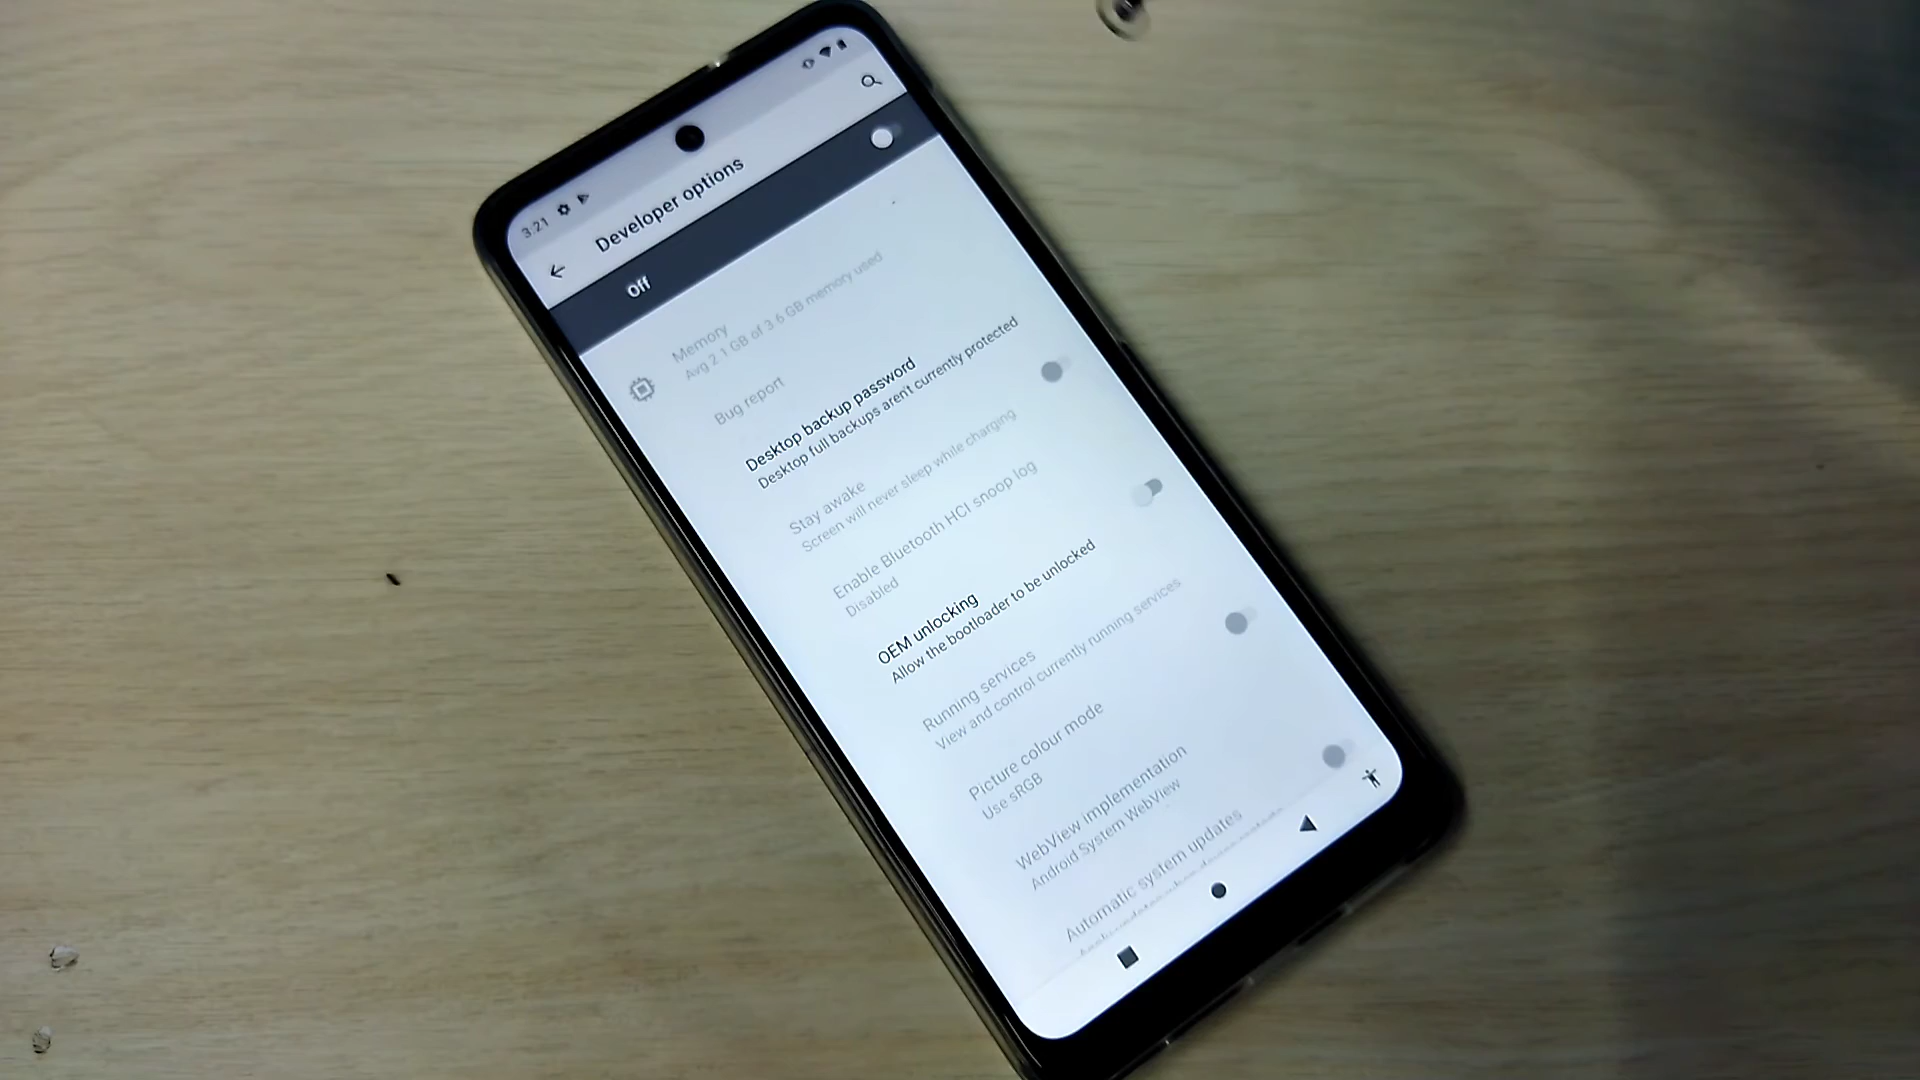 3:21
Developer options
Off
Memory
Avg 2.1 GB of 3.6 GB memory used
Bug report
Desktop backup password
Desktop full backups aren't currently protected
Stay awake
Screen will never sleep while charging
Enable Bluetooth HCI snoop log
Disabled
OEM unlocking
Allow the bootloader to be unlocked
Running services
View and control currently running services
Picture colour mode
Use sRGB
WebView implementation
Android System WebView
Automatic system updates